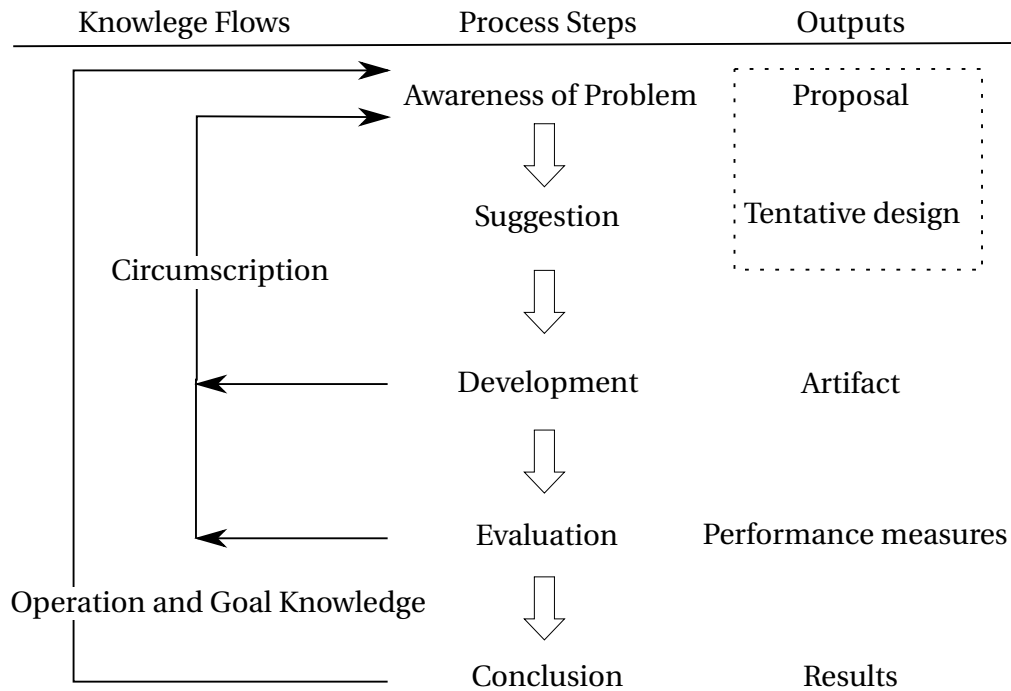 Knowlege Flows
Process Steps
Outputs
Awareness of Problem
Proposal
Suggestion
Tentative design
Circumscription
Development
Artifact
Evaluation
Performance measures
Operation and Goal Knowledge
Conclusion
Results